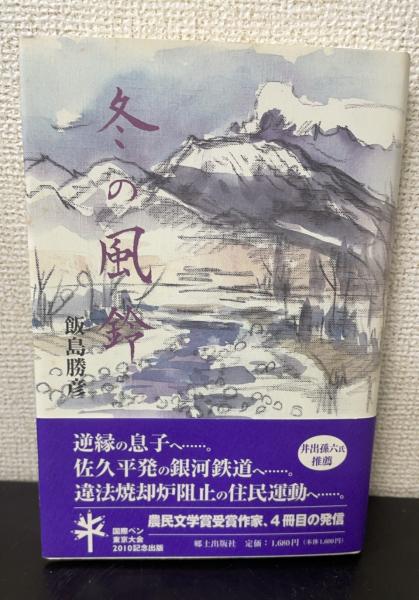 冬の風鈴
飯島勝彦
逆縁の息子へ……。
佐久平発の銀河鉄道へ……。
違法焼却炉阻止の住民運動へ……。
井出孫六氏
推薦
国際ペン
東京大会
2010記念出版
農民文学賞受賞作家、4冊目の発信
郷土出版社 定価：1,680円（本体1,600円）